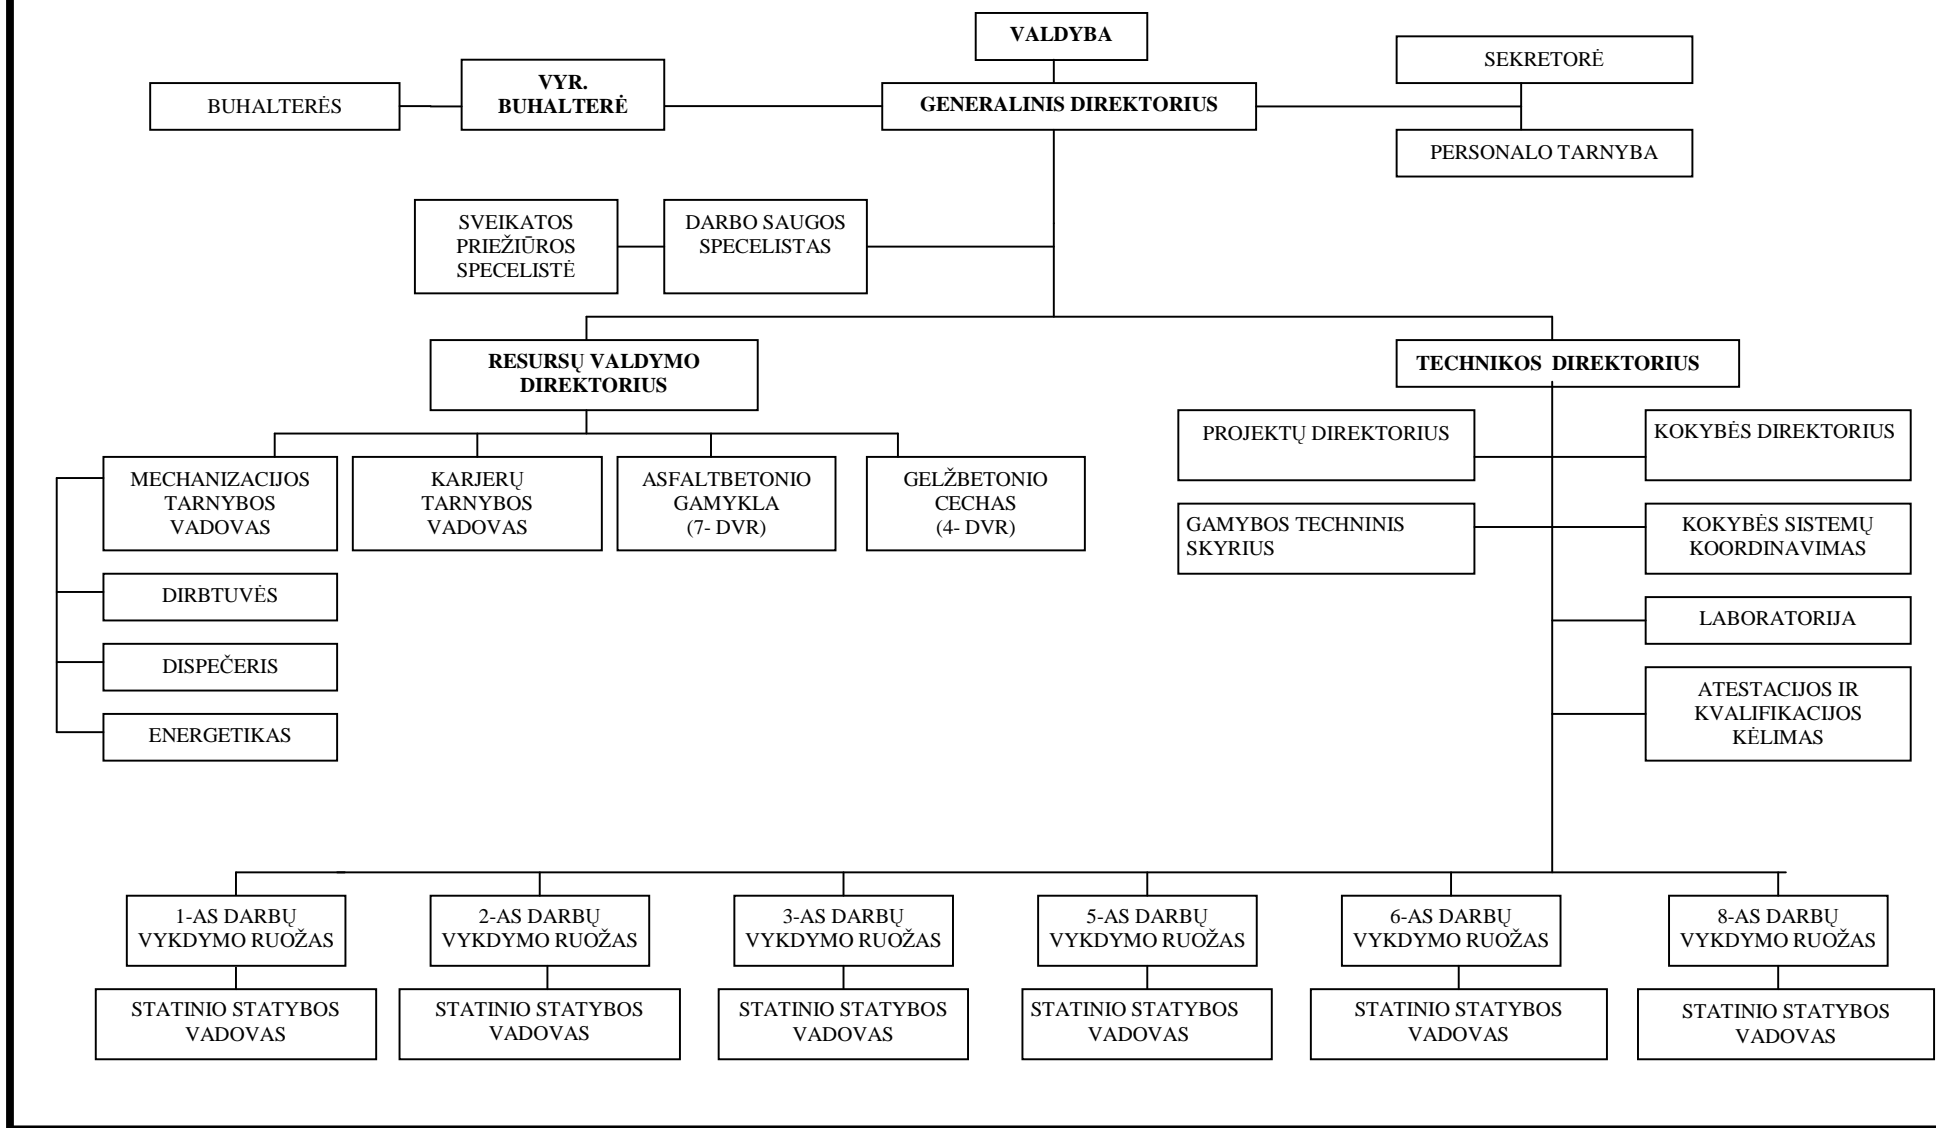 VALDYBA
SEKRETORĖ
BUHALTERĖS
VYR.
BUHALTERĖ
GENERALINIS DIREKTORIUS
PERSONALO TARNYBA
SVEIKATOS
PRIEŽIŪROS
SPECELISTĖ
DARBO SAUGOS
SPECELISTAS
RESURSŲ VALDYMO
DIREKTORIUS
TECHNIKOS DIREKTORIUS
PROJEKTŲ DIREKTORIUS
KOKYBĖS DIREKTORIUS
MECHANIZACIJOS
TARNYBOS
VADOVAS
KARJERŲ
TARNYBOS
VADOVAS
ASFALTBETONIO
GAMYKLA
(7- DVR)
GELŽBETONIO
CECHAS
(4- DVR)
GAMYBOS TECHNINIS
SKYRIUS
KOKYBĖS SISTEMŲ
KOORDINAVIMAS
DIRBTUVĖS
LABORATORIJA
DISPEČERIS
ATESTACIJOS IR
KVALIFIKACIJOS
KĖLIMAS
ENERGETIKAS
1-AS DARBŲ
VYKDYMO RUOŽAS
2-AS DARBŲ
VYKDYMO RUOŽAS
3-AS DARBŲ
VYKDYMO RUOŽAS
5-AS DARBŲ
VYKDYMO RUOŽAS
6-AS DARBŲ
VYKDYMO RUOŽAS
8-AS DARBŲ
VYKDYMO RUOŽAS
STATINIO STATYBOS
VADOVAS
STATINIO STATYBOS
VADOVAS
STATINIO STATYBOS
VADOVAS
STATINIO STATYBOS
VADOVAS
STATINIO STATYBOS
VADOVAS
STATINIO STATYBOS
VADOVAS